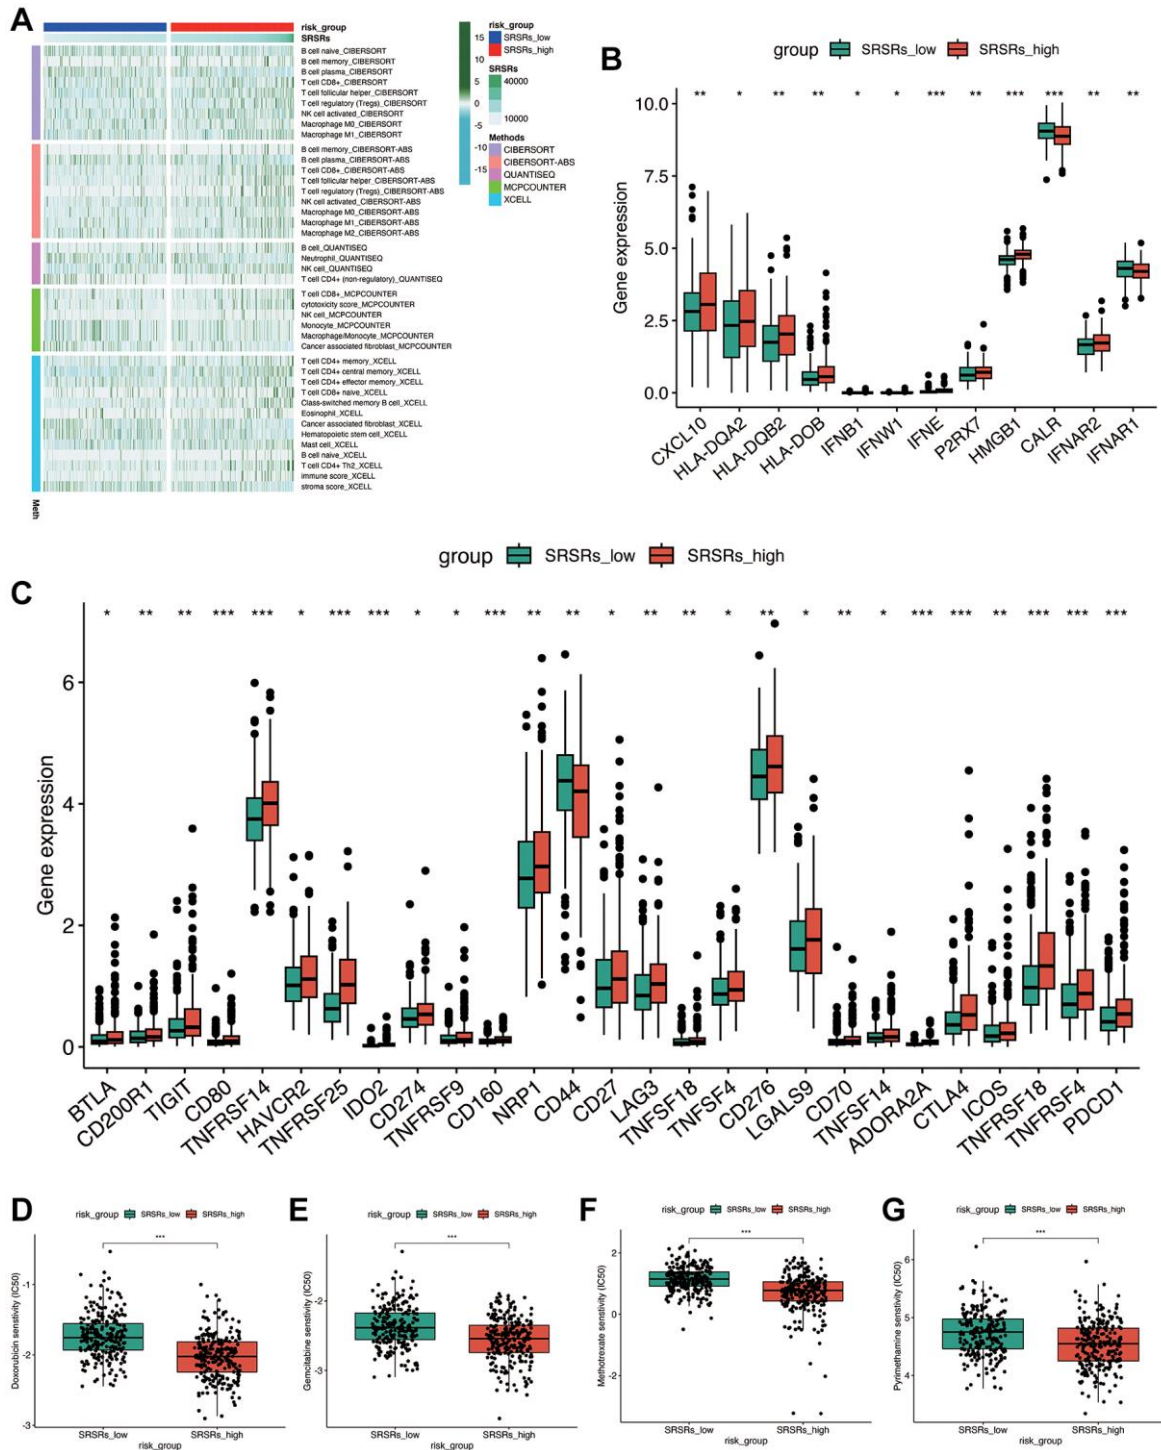 A
risk_group
SRSRs
B cell naive_CIBERSORT
B cell memory_CIBERSORT
B cell plasma_CIBERSORT
T cell CD8+_CIBERSORT
T cell follicular helper_CIBERSORT
T cell regulatory (Tregs)_CIBERSORT
NK cell activated_CIBERSORT
Macrophage M0_CIBERSORT
Macrophage M1_CIBERSORT
B cell memory_CIBERSORT-ABS
B cell plasma_CIBERSORT-ABS
T cell CD8+_CIBERSORT-ABS
T cell follicular helper_CIBERSORT-ABS
T cell regulatory (Tregs)_CIBERSORT-ABS
NK cell activated_CIBERSORT-ABS
Macrophage M0_CIBERSORT-ABS
Macrophage M1_CIBERSORT-ABS
Macrophage M2_CIBERSORT-ABS
B cell_QUANTISEQ
Neutrophil_QUANTISEQ
NK cell_QUANTISEQ
T cell CD4+ (non-regulatory)_QUANTISEQ
T cell CD8+_MCPCOUNTER
cytotoxicity score_MCPCOUNTER
NK cell_MCPCOUNTER
Monocyte_MCPCOUNTER
Macrophage/Monocyte_MCPCOUNTER
Cancer associated fibroblast_MCPCOUNTER
T cell CD4+ memory_XCELL
T cell CD4+ central memory_XCELL
T cell CD4+ effector memory_XCELL
T cell CD8+ naive_XCELL
Class-switched memory B cell_XCELL
Eosinophil_XCELL
Cancer associated fibroblast_XCELL
Hematopoietic stem cell_XCELL
Mast cell_XCELL
B cell naive_XCELL
T cell CD4+ Th2_XCELL
immune score_XCELL
stroma score_XCELL
Meth
15
10
5
0
-5
-10
-15
risk_group
SRSRs_low
SRSRs_high
SRSRs
40000
10000
Methods
CIBERSORT
CIBERSORT-ABS
QUANTISEQ
MCPCOUNTER
XCELL
B
group SRSRs_low SRSRs_high
** * ** ** * * *** ** *** *** ** **
Gene expression
10.0
7.5
5.0
2.5
0.0
CXCL10
HLA-DQA2
HLA-DQB2
HLA-DOB
IFNB1
IFNW1
IFNE
P2RX7
HMGB1
CALR
IFNAR2
IFNAR1
C
group SRSRs_low SRSRs_high
* ** ** *** *** * *** *** * * *** ** ** * ** ** * ** * ** * *** *** ** *** *** ***
Gene expression
6
4
2
0
BTLA
CD200R1
TIGIT
CD80
TNFRSF14
HAVCR2
TNFRSF25
IDO2
CD274
TNFRSF9
CD160
NRP1
CD44
CD27
LAG3
TNFSF18
TNFSF4
CD276
LGALS9
CD70
TNFSF14
ADORA2A
CTLA4
ICOS
TNFRSF18
TNFRSF4
PDCD1
D
risk_group SRSRs_low SRSRs_high
***
Doxorubicin senstivity (IC50)
-1
-2
-3
SRSRs_low SRSRs_high
risk_group
E
risk_group SRSRs_low SRSRs_high
***
Gemcitabine senstivity (IC50)
-2
-3
SRSRs_low SRSRs_high
risk_group
F
risk_group SRSRs_low SRSRs_high
***
Methotrexate senstivity (IC50)
2
0
-2
SRSRs_low SRSRs_high
risk_group
G
risk_group SRSRs_low SRSRs_high
***
Pyrimethamine senstivity (IC50)
6
5
4
SRSRs_low SRSRs_high
risk_group